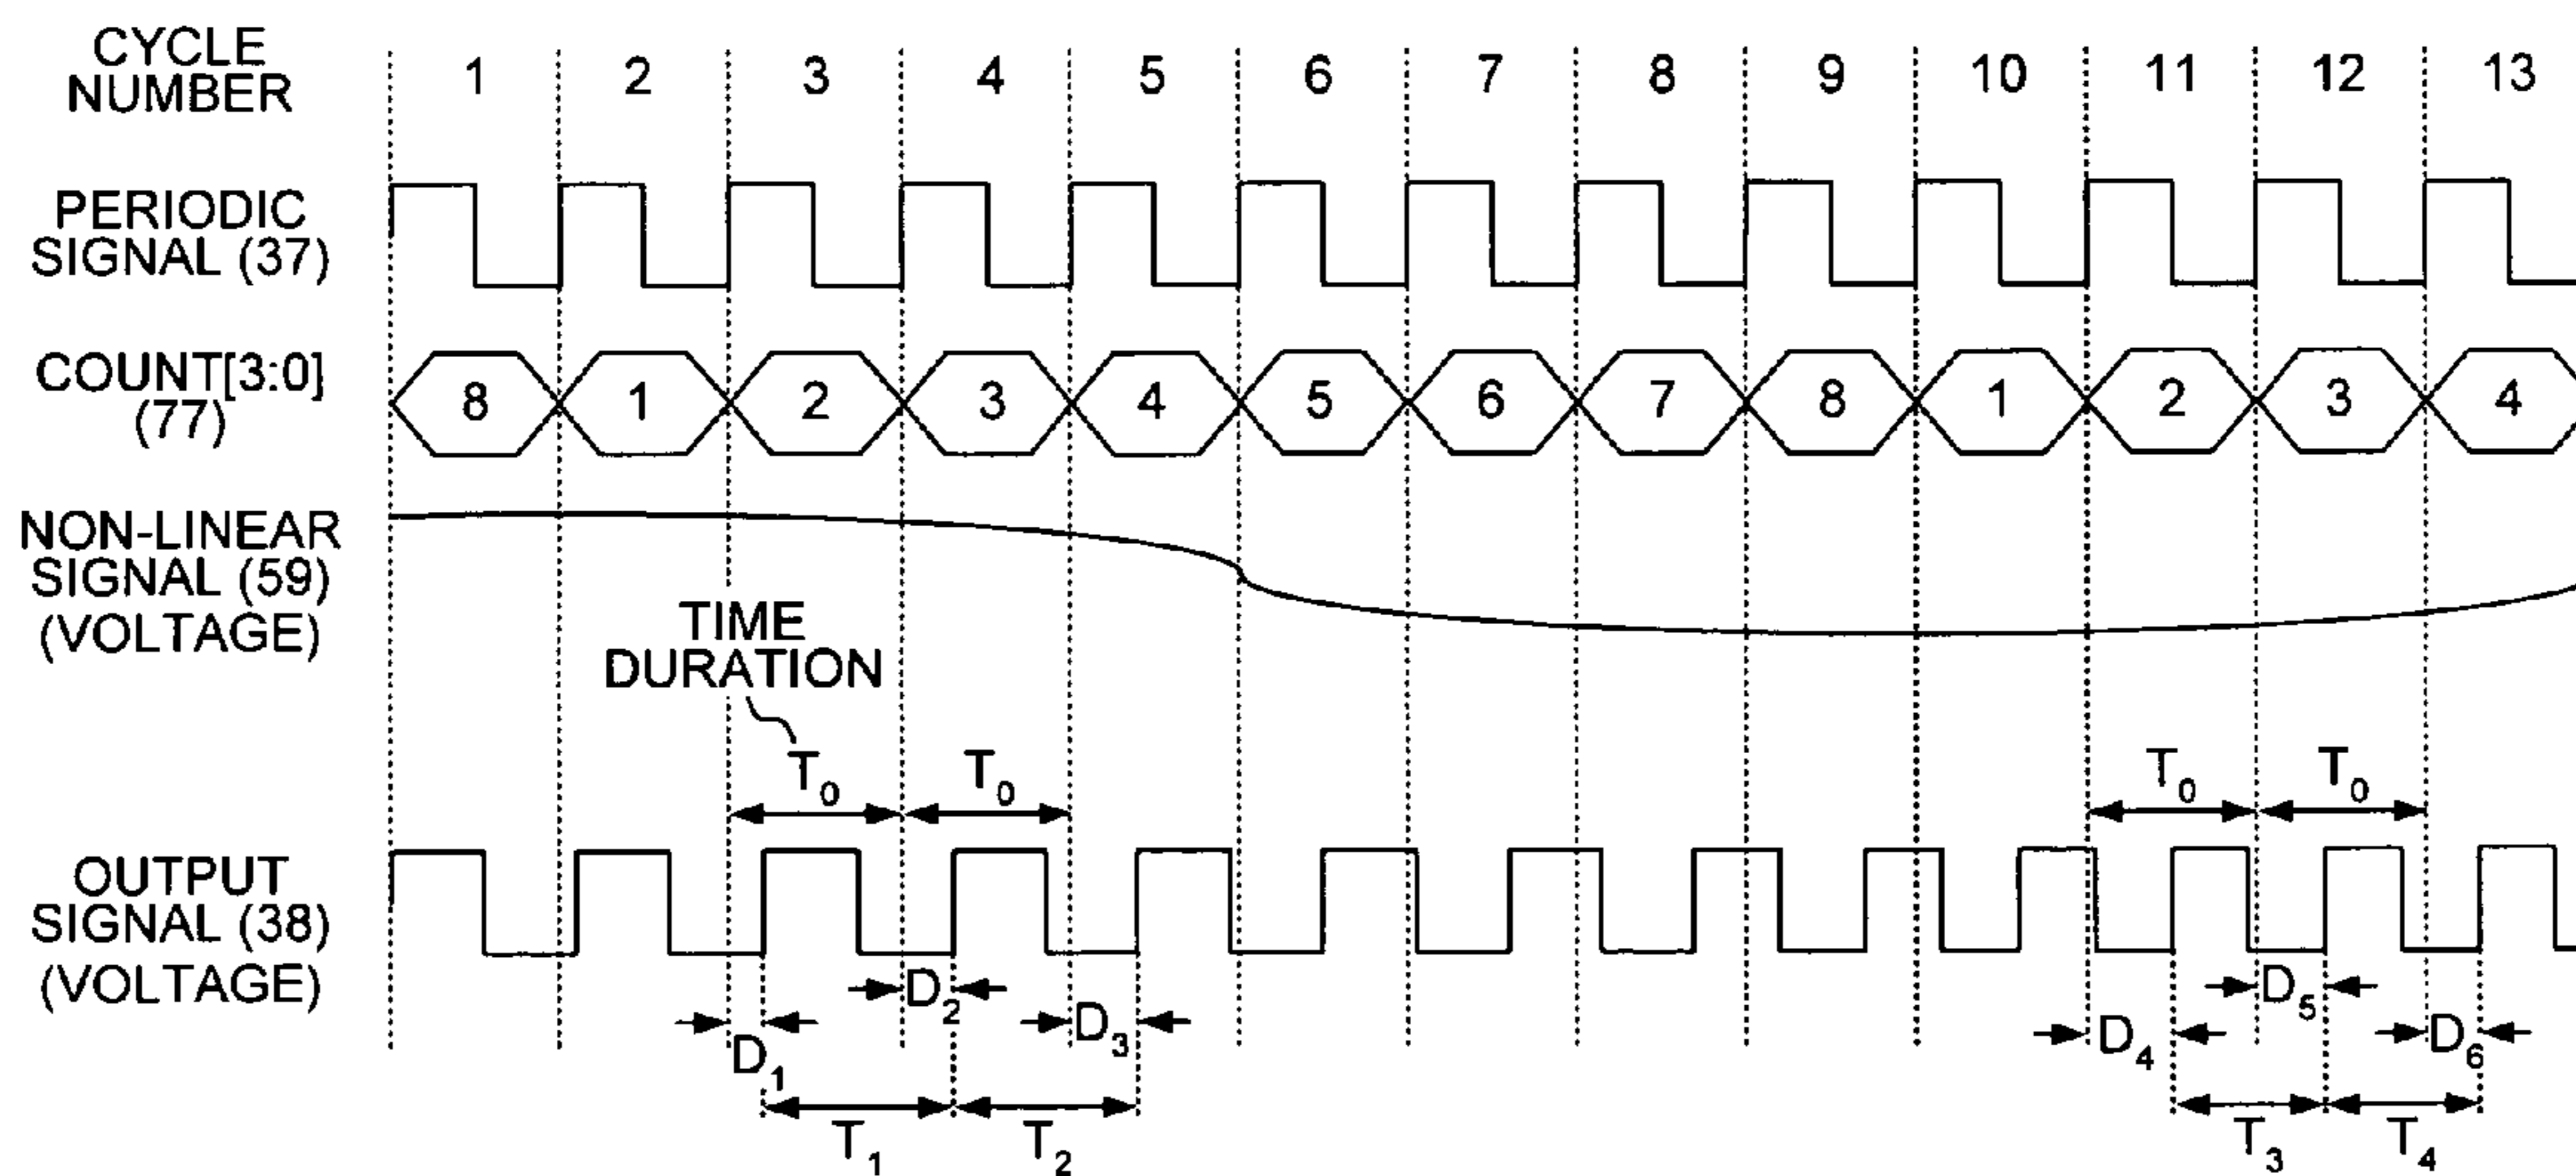 CYCLE
NUMBER
1 2 3 4 5 6 7 8 9 10 11 12 13
PERIODIC
SIGNAL (37)
COUNT[3:0]
(77)
8 1 2 3 4 5 6 7 8 1 2 3 4
NON-LINEAR
SIGNAL (59)
(VOLTAGE)
TIME
DURATION
T0 T0 T0 T0
OUTPUT
SIGNAL (38)
(VOLTAGE)
D1 D2 D3 D4 D5 D6
T1 T2 T3 T4